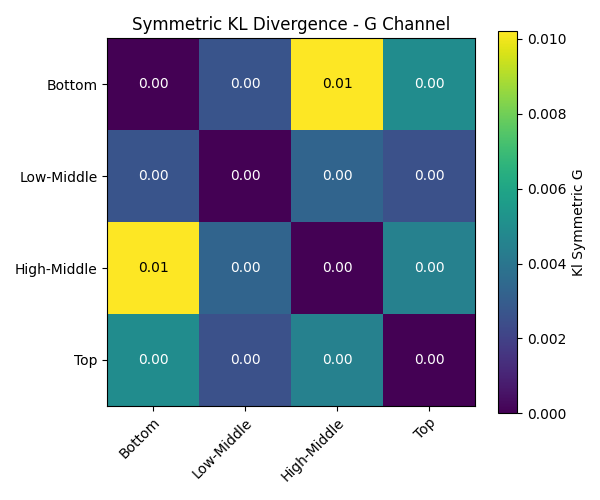 Symmetric KL Divergence - G Channel
Bottom
Low-Middle
High-Middle
Top
0.00 0.00 0.01 0.00
0.00 0.00 0.00 0.00
0.01 0.00 0.00 0.00
0.00 0.00 0.00 0.00
Bottom
Low-Middle
High-Middle
Top
0.010
0.008
0.006
0.004
0.002
0.000
Kl Symmetric G